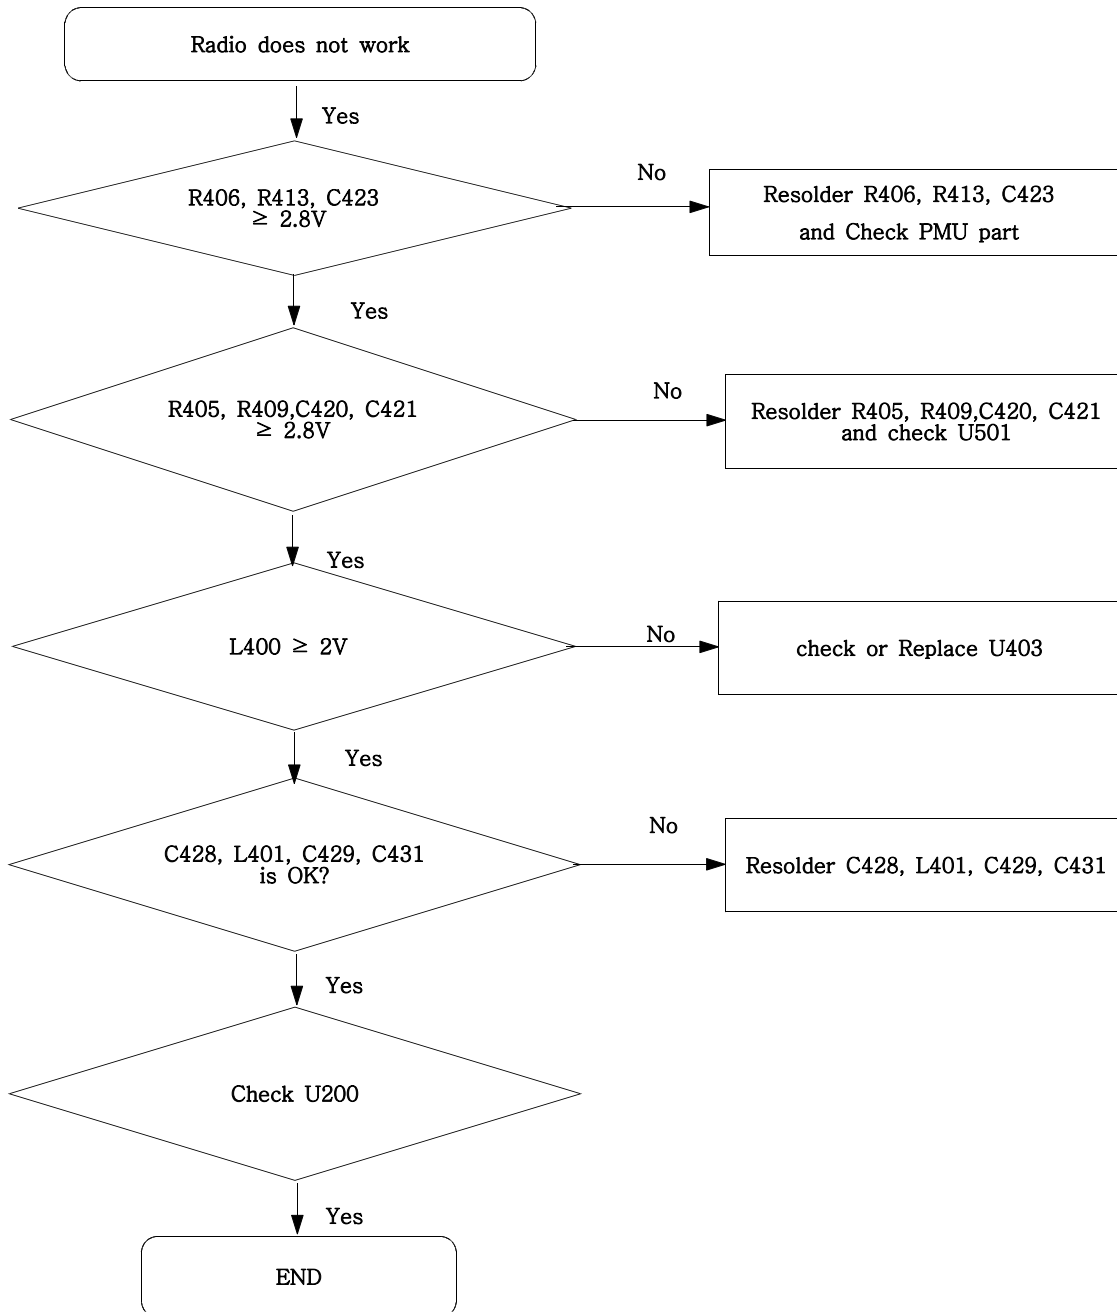 Radio does not work
Yes
R406, R413, C423
≥ 2.8V
No
Resolder R406, R413, C423
and Check PMU part
Yes
R405, R409,C420, C421
≥ 2.8V
No
Resolder R405, R409,C420, C421
and check U501
Yes
L400 ≥ 2V
No
check or Replace U403
Yes
C428, L401, C429, C431
is OK?
No
Resolder C428, L401, C429, C431
Yes
Check U200
Yes
END